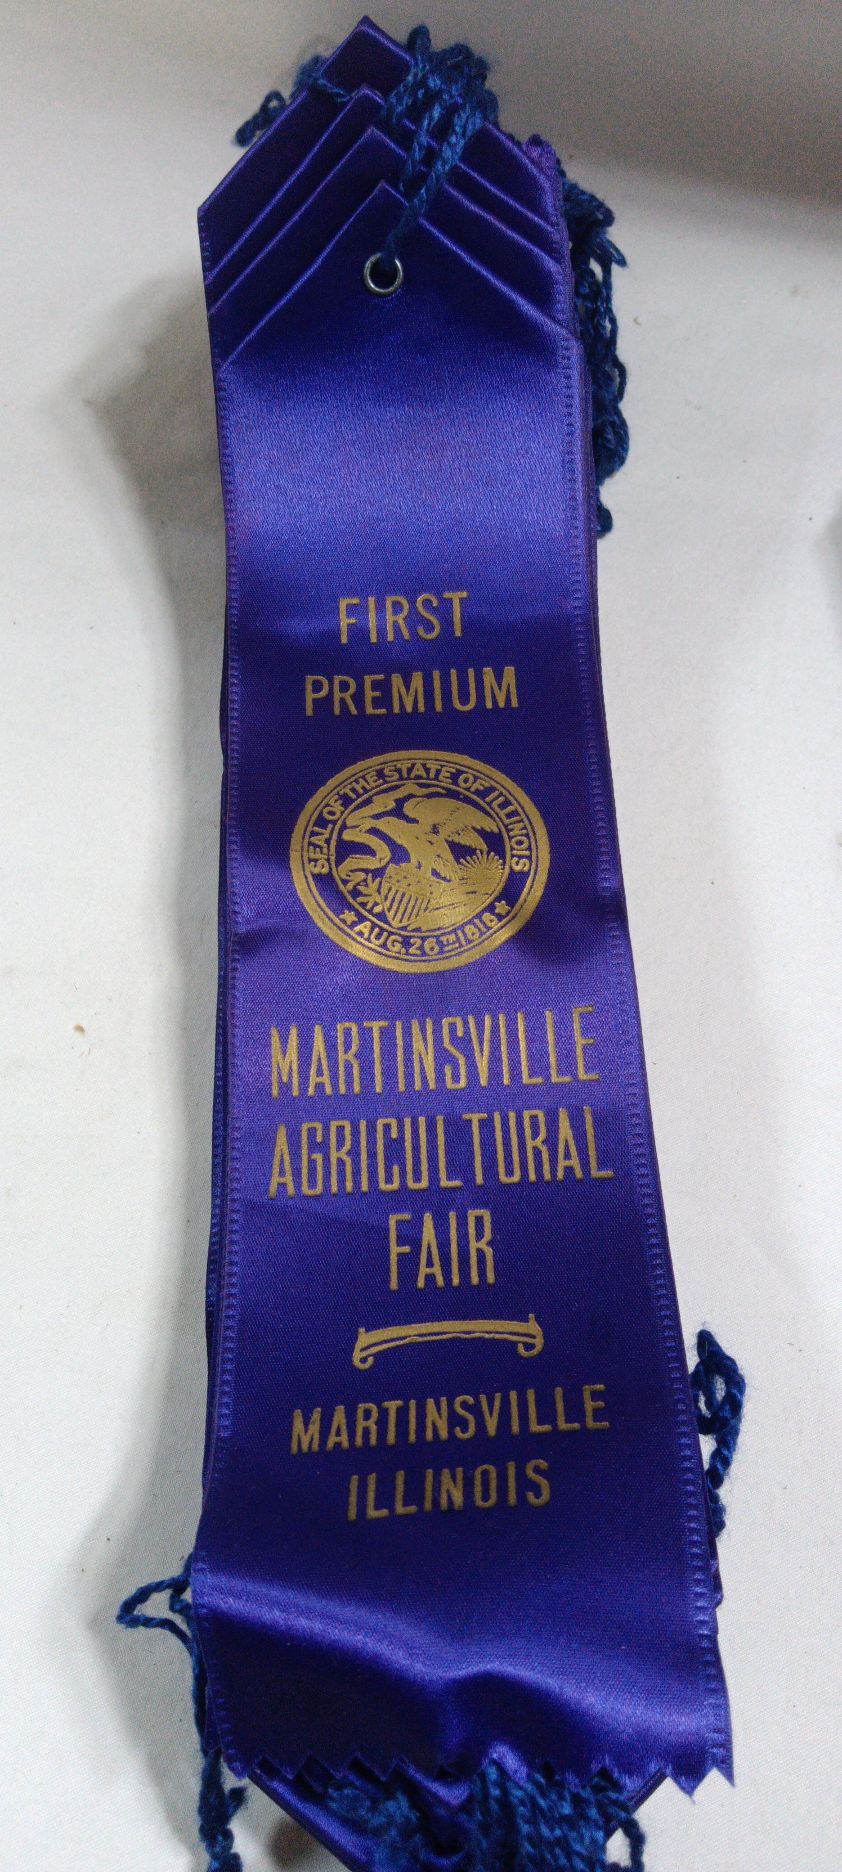 FIRST
PREMIUM
SEAL OF THE STATE OF ILLINOIS
AUG. 26TH 1818
MARTINSVILLE
AGRICULTURAL
FAIR
MARTINSVILLE
ILLINOIS